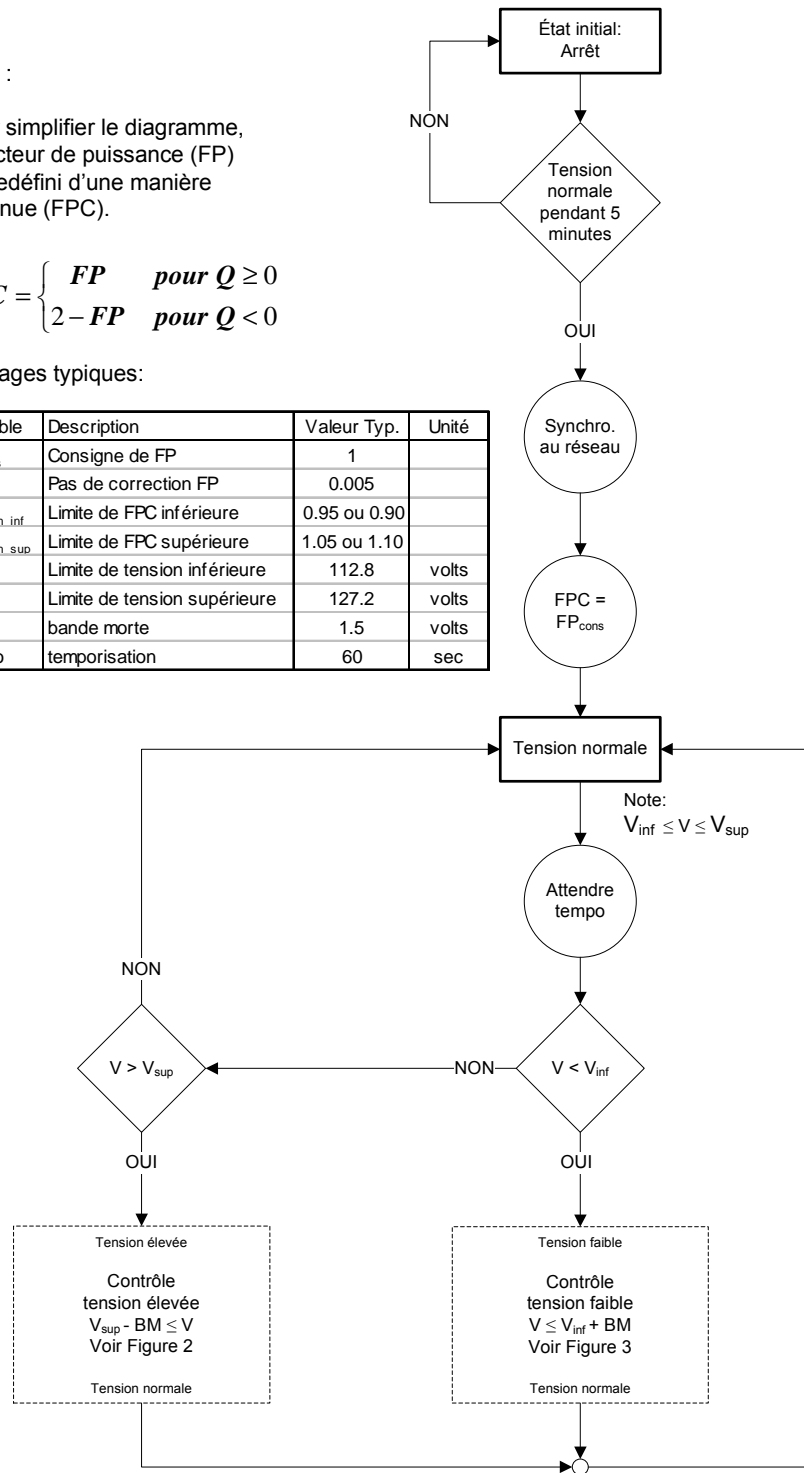 :
simplifier le diagramme,
cteur de puissance (FP)
edéfini d'une manière
nue (FPC).
C = { FP pour Q ≥ 0
2 – FP pour Q < 0
ages typiques:
ble Description Valeur Typ. Unité
s Consigne de FP 1
Pas de correction FP 0.005
n_inf Limite de FPC inférieure 0.95 ou 0.90
n_sup Limite de FPC supérieure 1.05 ou 1.10
Limite de tension inférieure 112.8 volts
Limite de tension supérieure 127.2 volts
bande morte 1.5 volts
o temporisation 60 sec
État initial:
Arrêt
NON
Tension
normale
pendant 5
minutes
OUI
Synchro.
au réseau
FPC =
FPcons
Tension normale
Note:
Vinf ≤ V ≤ Vsup
Attendre
tempo
NON
V > Vsup
NON
V < Vinf
OUI
OUI
Tension élevée
Contrôle
tension élevée
Vsup - BM ≤ V
Voir Figure 2
Tension normale
Tension faible
Contrôle
tension faible
V ≤ Vinf + BM
Voir Figure 3
Tension normale